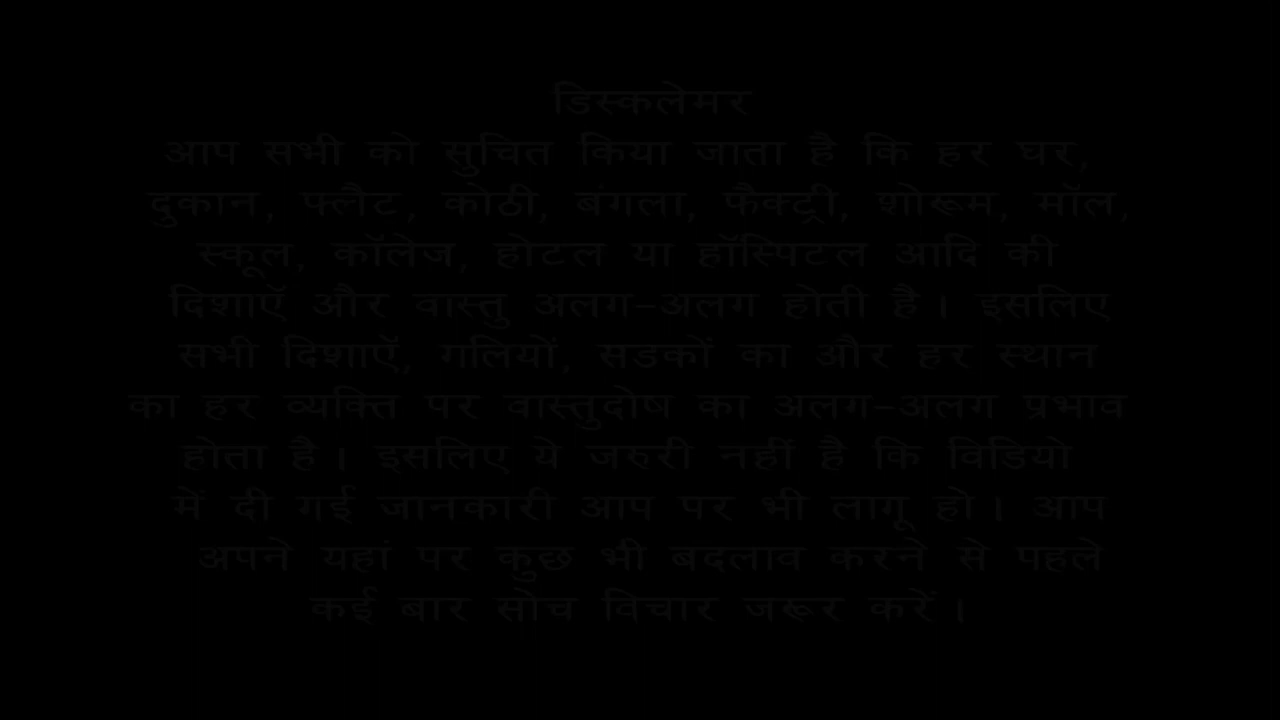 डिस्कलेमर
आप सभी को सुचित किया जाता है कि हर घर,
दुकान, फ्लैट, कोठी, बंगला, फैक्ट्री, शोरूम, मॉल,
स्कूल, कॉलेज, होटल या हॉस्पिटल आदि की
दिशाएँ और वास्तु अलग–अलग होती है। इसलिए
सभी दिशाएँ, गलियों, सडकों का और हर स्थान
का हर व्यक्ति पर वास्तुदोष का अलग–अलग प्रभाव
होता है। इसलिए ये जरुरी नहीं है कि विडियो
में दी गई जानकारी आप पर भी लागू हो। आप
अपने यहां पर कुछ भी बदलाव करने से पहले
कई बार सोच विचार जरूर करें।